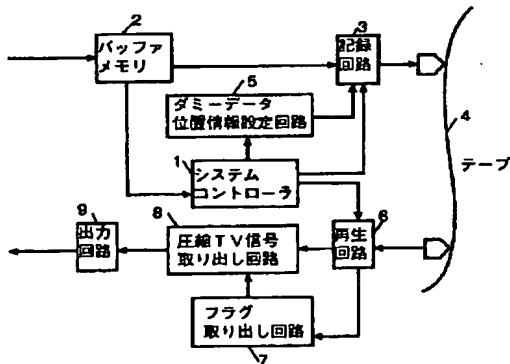 2
バッファ
メモリ
3
記録
回路
5
ダミーデータ
位置情報設定回路
4
テープ
1
システム
コントローラ
9
出力
回路
8
圧縮TV信号
取り出し回路
6
再生
回路
フラグ
取り出し回路
7